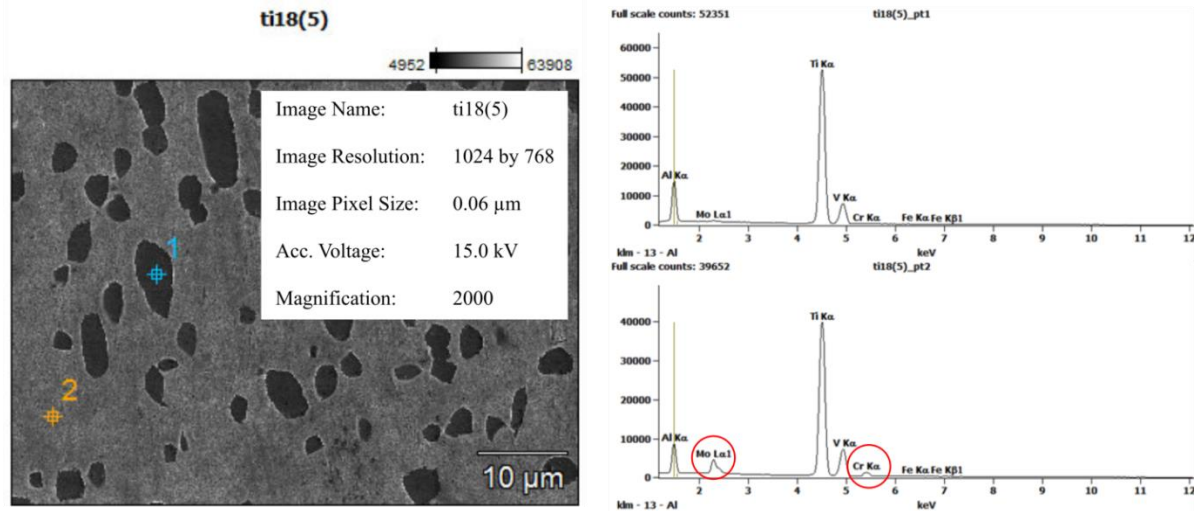 ti18(5)
4952 63908
Image Name: ti18(5)
Image Resolution: 1024 by 768
Image Pixel Size: 0.06 µm
Acc. Voltage: 15.0 kV
Magnification: 2000
1
2
10 µm
Full scale counts: 52351 ti18(5)_pt1
60000
50000
40000
30000
20000
10000
0
Ti Kα
Al Kα
V Kα
Mo Lα1
Cr Kα
Fe Kα Fe Kβ1
2 3 4 5 6 7 8 9 10 11 12
klm - 13 - Al keV
Full scale counts: 39652 ti18(5)_pt2
40000
30000
20000
10000
0
Ti Kα
Al Kα
Mo Lα1
V Kα
Cr Kα
Fe Kα Fe Kβ1
2 3 4 5 6 7 8 9 10 11 12
klm - 13 - Al keV